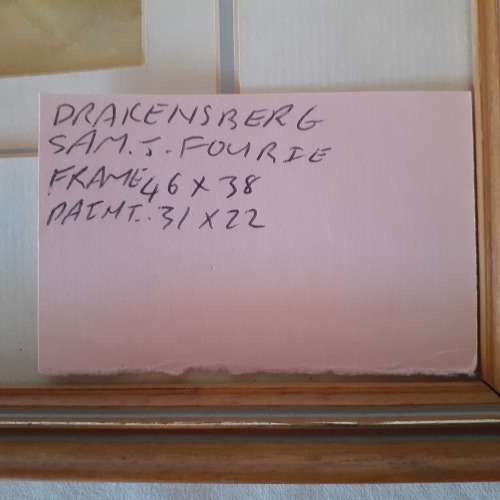 DRAKENSBERG
SAM. J. FOURIE
FRAME 46 X 38
PAINT.. 31 X 22